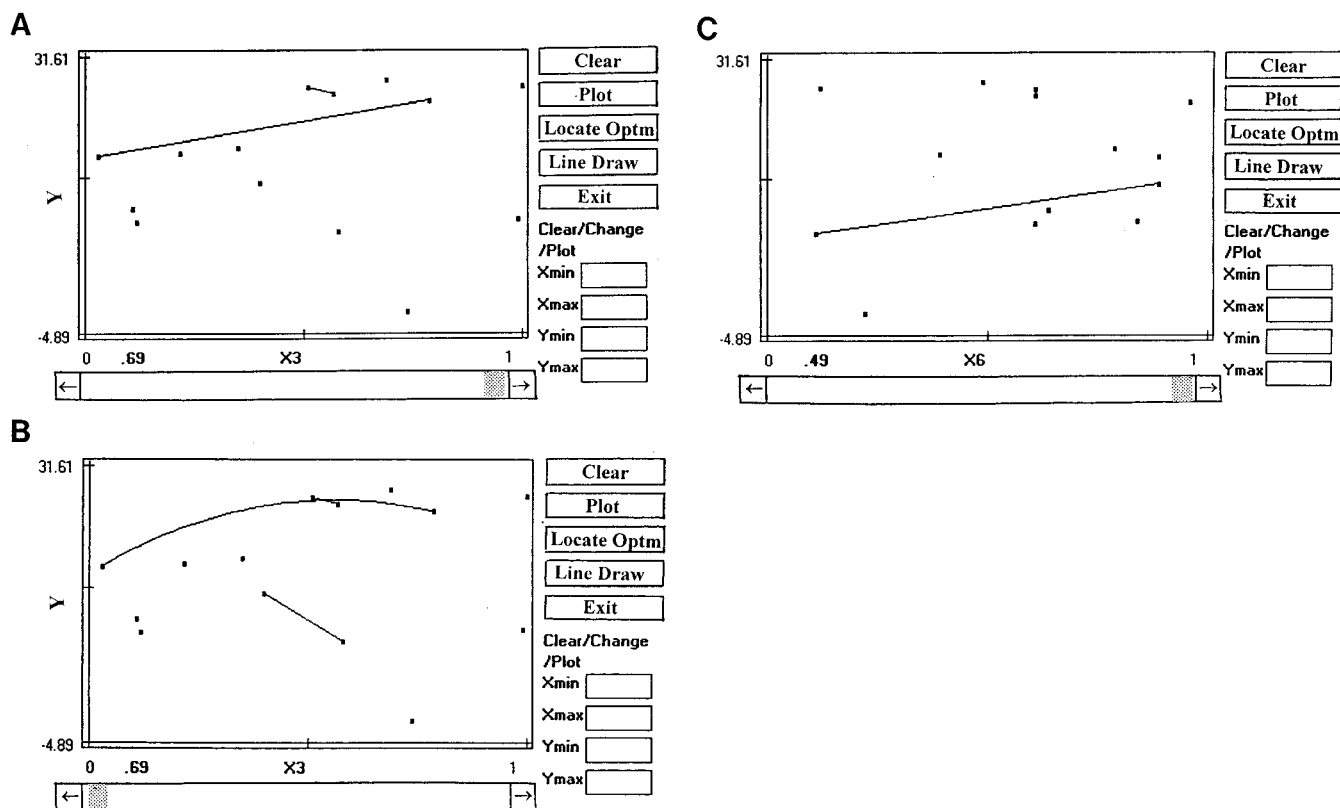 A
31.61
Y
-4.89
0 .69 X3 1
Clear
Plot
Locate Optm
Line Draw
Exit
Clear/Change
/Plot
Xmin
Xmax
Ymin
Ymax
← →
B
31.61
Y
-4.89
0 .69 X3 1
Clear
Plot
Locate Optm
Line Draw
Exit
Clear/Change
/Plot
Xmin
Xmax
Ymin
Ymax
← →
C
31.61
Y
-4.89
0 .49 X6 1
Clear
Plot
Locate Optm
Line Draw
Exit
Clear/Change
/Plot
Xmin
Xmax
Ymin
Ymax
← →